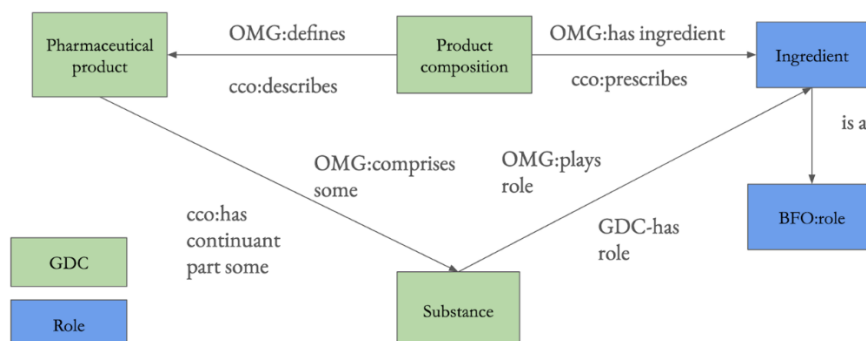 OMG:defines
OMG:has ingredient
Pharmaceutical
product
Product
composition
Ingredient
cco:describes
cco:prescribes
is a
OMG:comprises
some
OMG:plays
role
cco:has
continuant
part some
GDC-has
role
BFO:role
GDC
Substance
Role